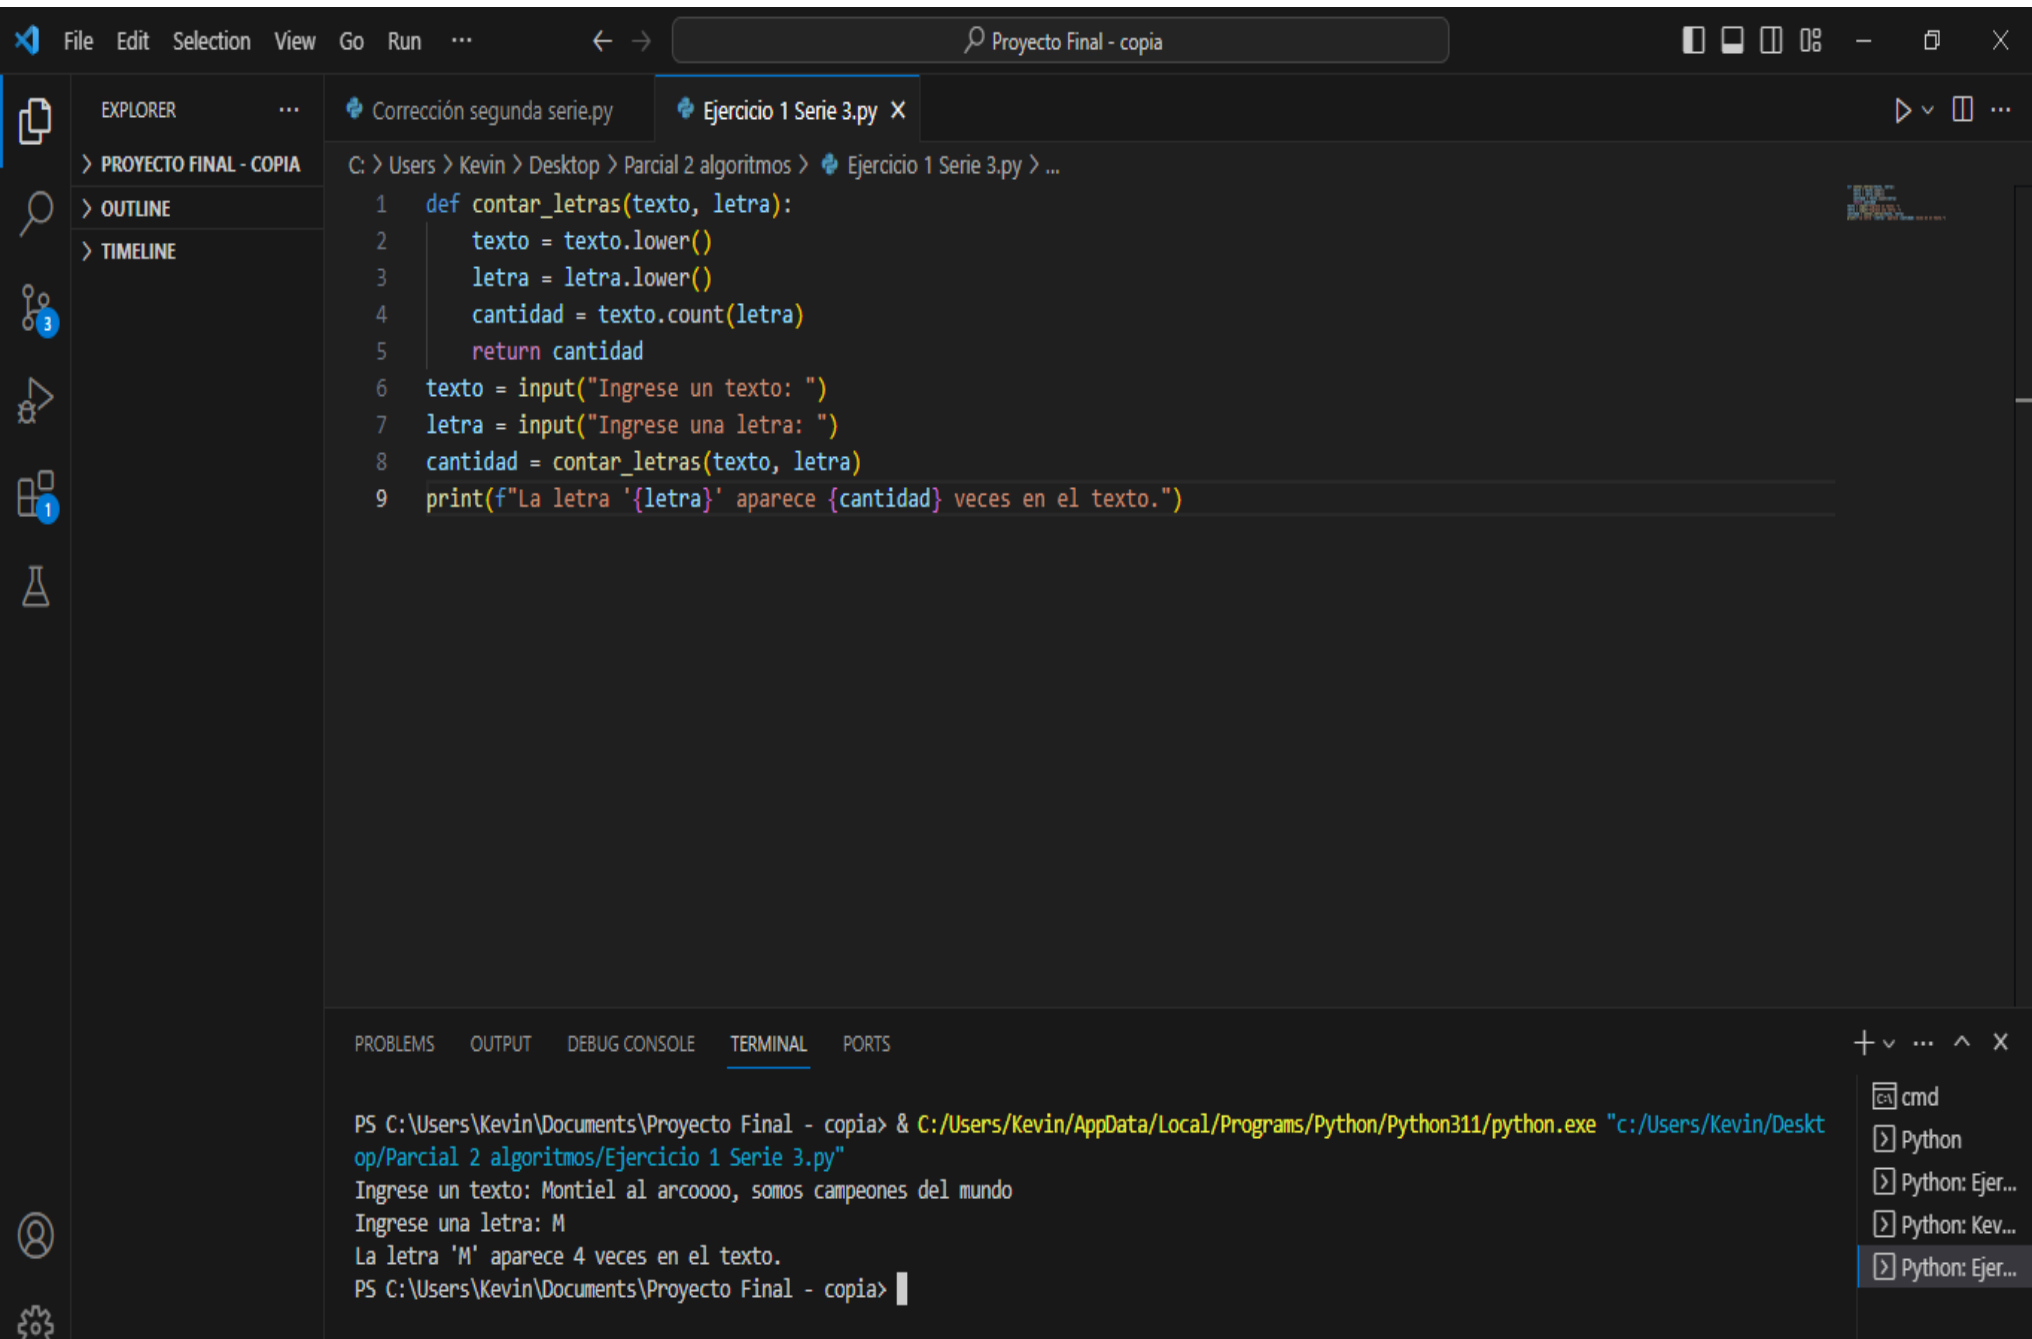 File Edit Selection View Go Run ...
Proyecto Final - copia
EXPLORER ...
PROYECTO FINAL - COPIA
OUTLINE
TIMELINE
3
1
Corrección segunda serie.py
Ejercicio 1 Serie 3.py
C: > Users > Kevin > Desktop > Parcial 2 algoritmos > Ejercicio 1 Serie 3.py > ...
1 def contar_letras(texto, letra):
2     texto = texto.lower()
3     letra = letra.lower()
4     cantidad = texto.count(letra)
5     return cantidad
6 texto = input("Ingrese un texto: ")
7 letra = input("Ingrese una letra: ")
8 cantidad = contar_letras(texto, letra)
9 print(f"La letra '{letra}' aparece {cantidad} veces en el texto.")
PROBLEMS OUTPUT DEBUG CONSOLE TERMINAL PORTS
PS C:\Users\Kevin\Documents\Proyecto Final - copia> & C:/Users/Kevin/AppData/Local/Programs/Python/Python311/python.exe "c:/Users/Kevin/Deskt
op/Parcial 2 algoritmos/Ejercicio 1 Serie 3.py"
Ingrese un texto: Montiel al arcoooo, somos campeones del mundo
Ingrese una letra: M
La letra 'M' aparece 4 veces en el texto.
PS C:\Users\Kevin\Documents\Proyecto Final - copia>
cmd
Python
Python: Ejer...
Python: Kev...
Python: Ejer...